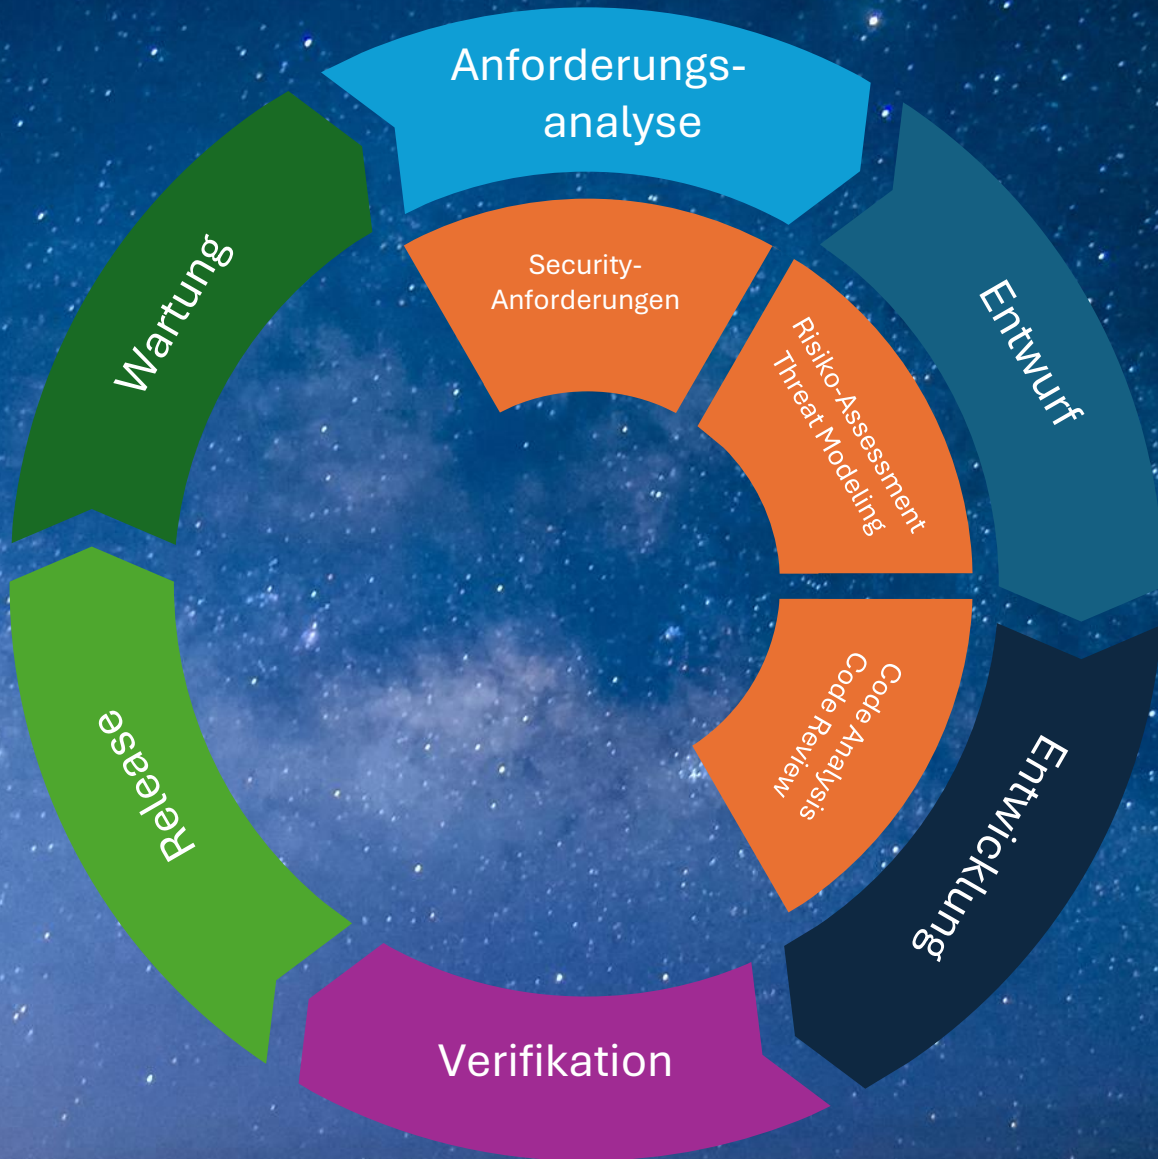 Anforderungs-
analyse
Security-
Anforderungen
Entwurf
Risiko-Assessment
Threat Modeling
Entwicklung
Code Analysis
Code Review
Verifikation
Release
Wartung